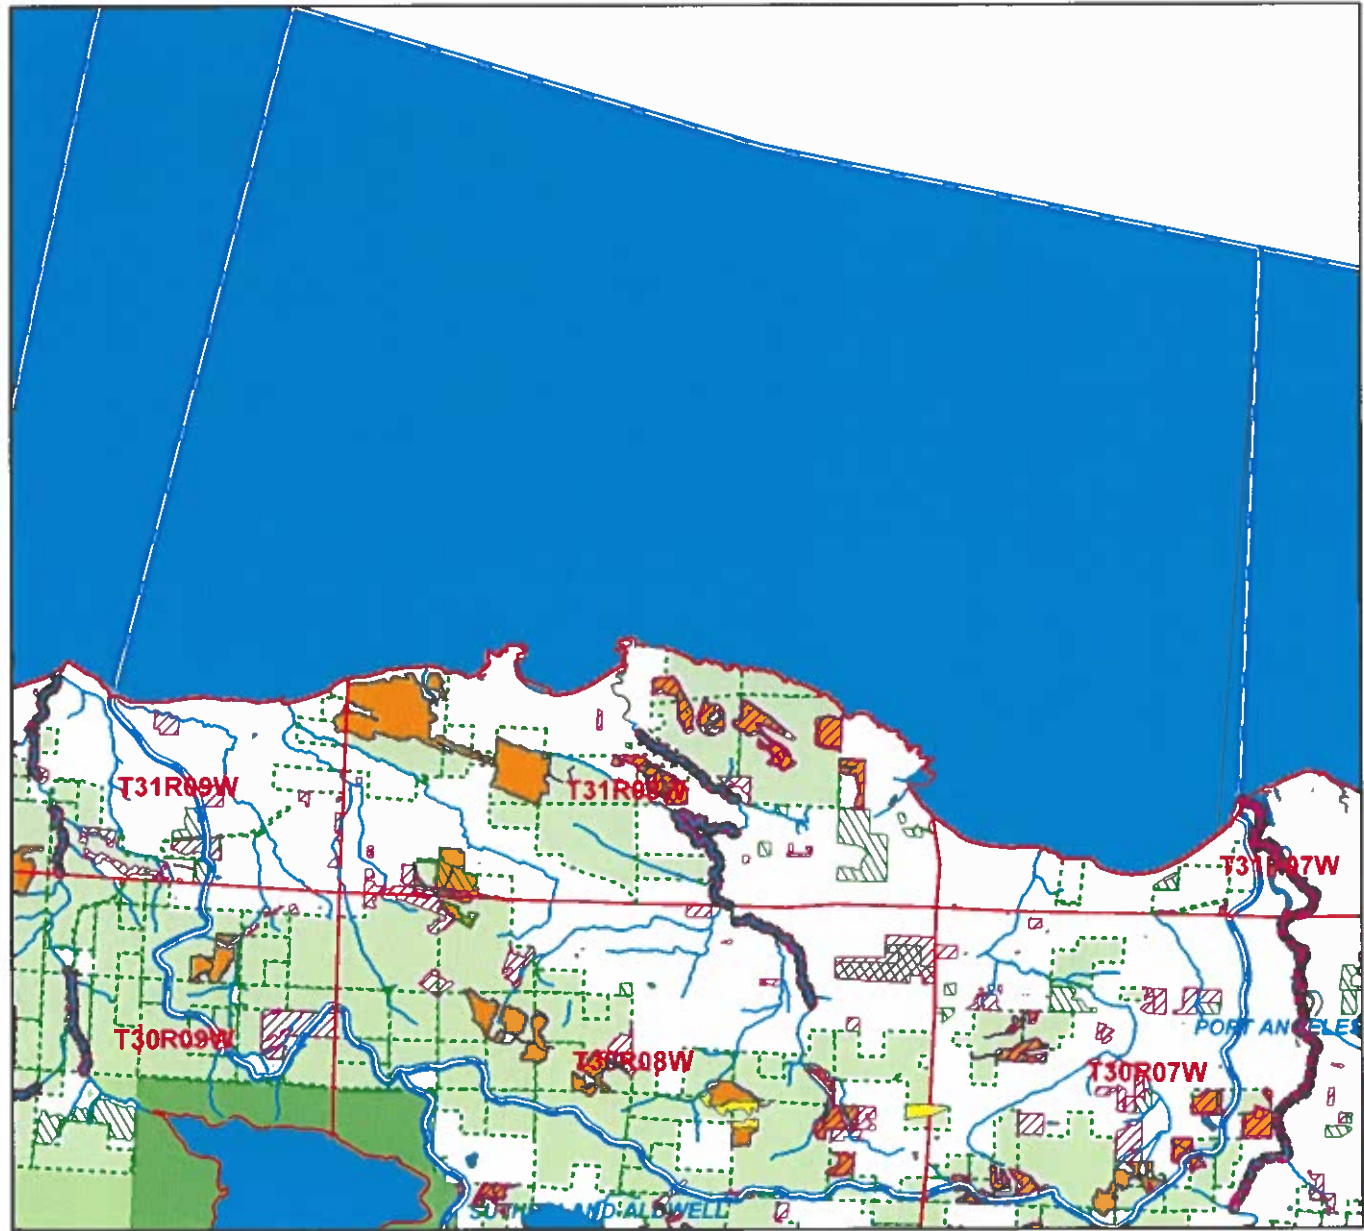 T31R09W
T31R08W
T31R07W
PORT ANGELES
T30R09W
T30R08W
T30R07W
SUTHERLAND/ALDWELL